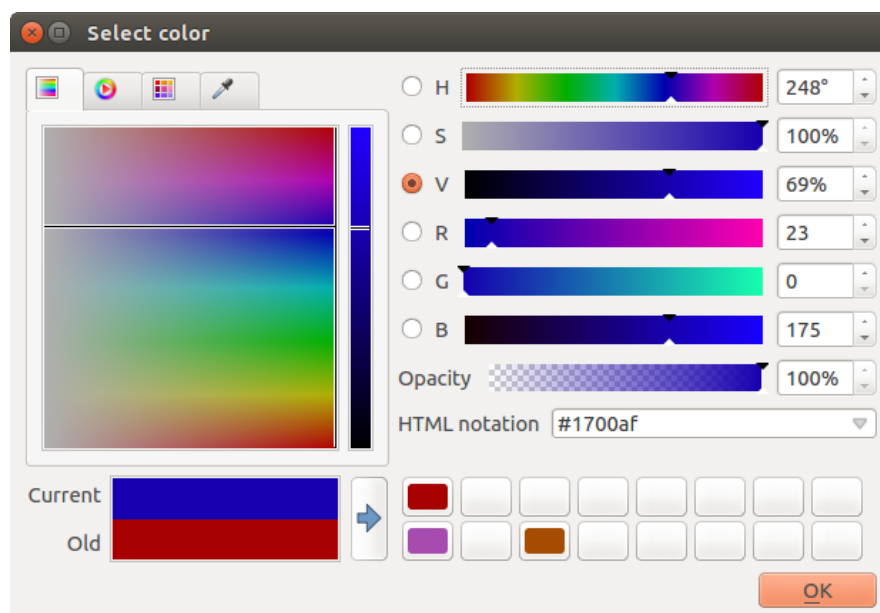 Select color
H 248°
S 100%
V 69%
R 23
G 0
B 175
Opacity 100%
HTML notation #1700af
Current
Old
OK